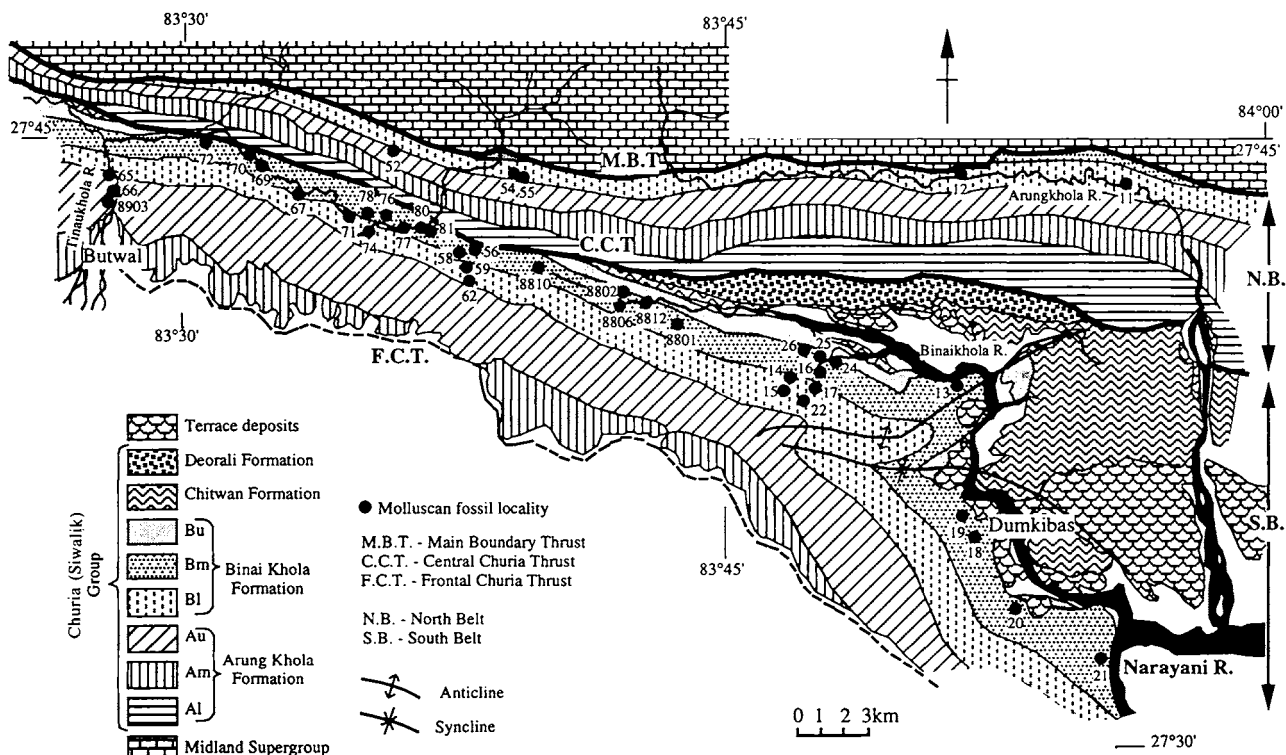 83°30'
83°45'
84°00'
27°45'
27°45'
M.B.T.
C.C.T.
F.C.T.
N.B.
S.B.
Tinaukhola R.
Butwal
Arungkhola R.
Binaikhola R.
Dumkibas
Narayani R.
72
70
69
67
65
66
8903
54
55
12
11
78
76
80
71
74
77
81
56
58
59
62
8810
8802
8806
8812
8801
26
25
24
14
16
15
17
22
13
19
18
20
21
83°30'
83°45'
27°30'
Churia (Siwalik)
Group
Terrace deposits
Deorali Formation
Chitwan Formation
Bu
Bm
Bl
Binai Khola
Formation
Au
Am
Al
Arung Khola
Formation
Midland Supergroup
Molluscan fossil locality
M.B.T. - Main Boundary Thrust
C.C.T. - Central Churia Thrust
F.C.T. - Frontal Churia Thrust
N.B. - North Belt
S.B. - South Belt
Anticline
Syncline
0 1 2 3km